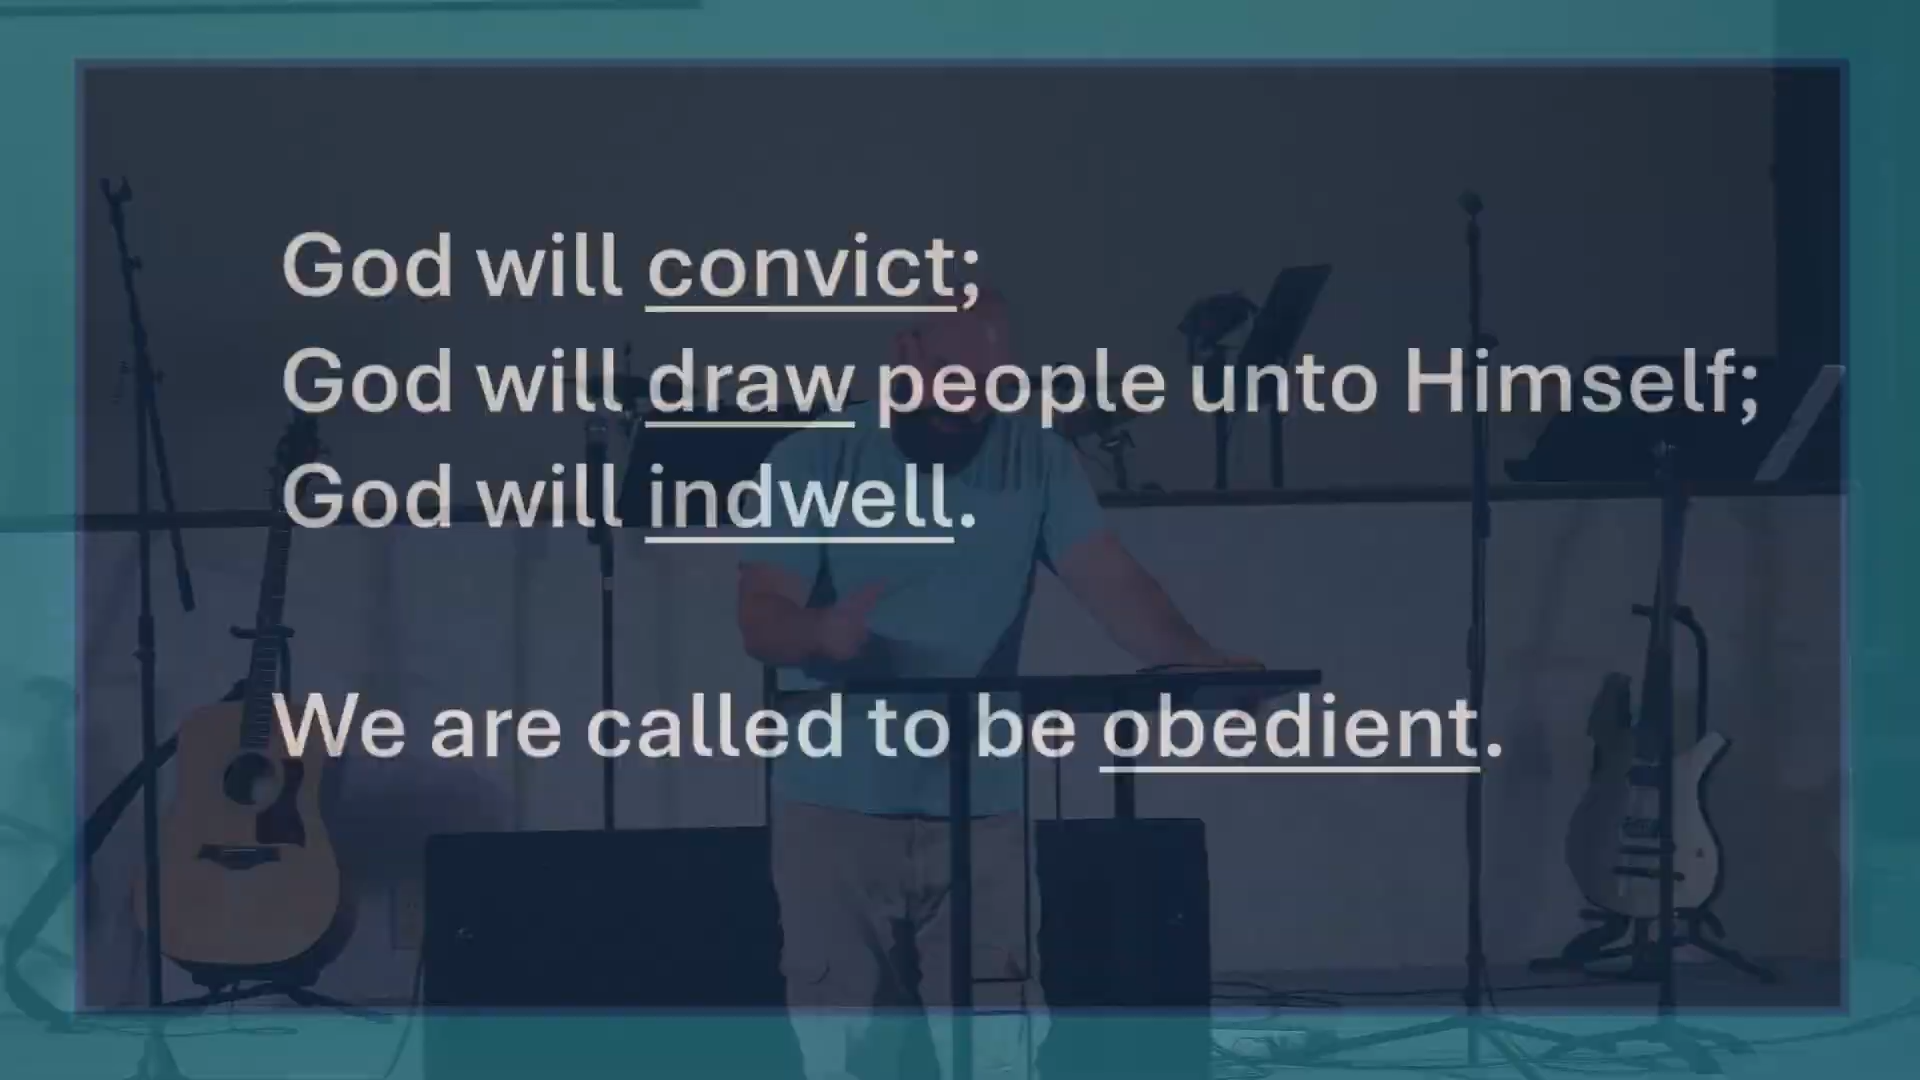 God will convict;
God will draw people unto Himself;
God will indwell.
We are called to be obedient.